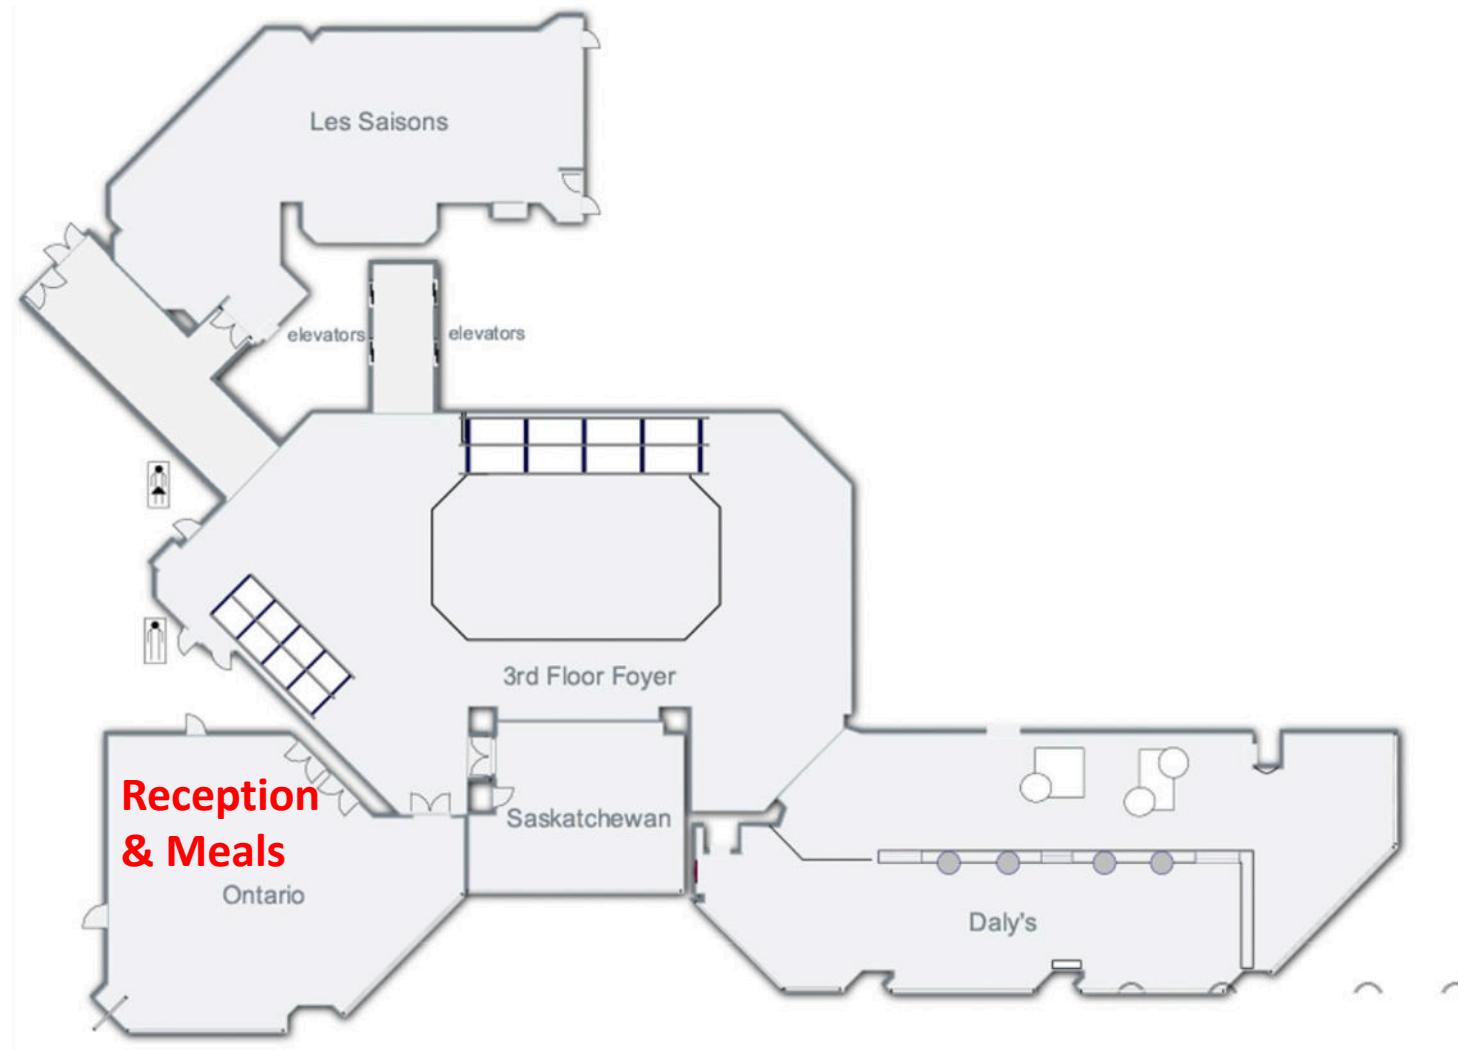 Les Saisons
elevators
elevators
3rd Floor Foyer
Reception
& Meals
Ontario
Saskatchewan
Daly's